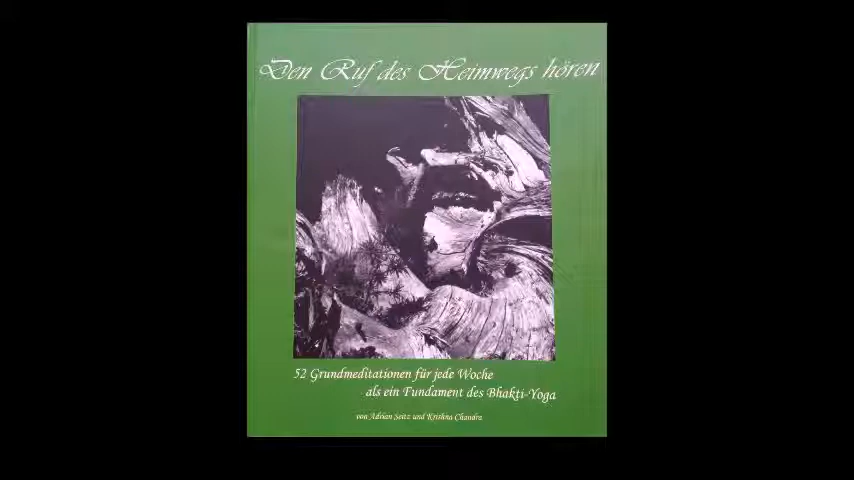 Den Ruf des Heimwegs hören
52 Grundmeditationen für jede Woche
als ein Fundament des Bhakti-Yoga
von Adrian Seitz und Krishna Chandra